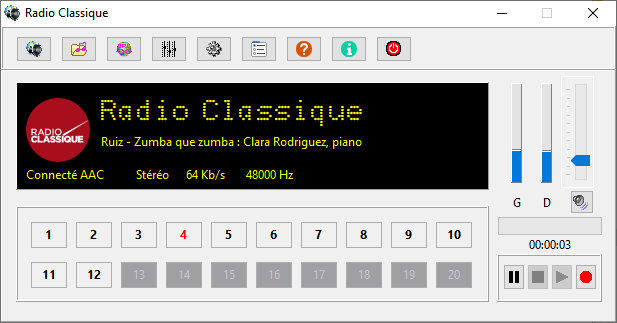 Radio Classique
Radio Classique
RADIO
CLASSIQUE
Ruiz - Zumba que zumba : Clara Rodriguez, piano
Connecté AAC Stéréo 64 Kb/s 48000 Hz
G D
00:00:03
1 2 3 4 5 6 7 8 9 10
11 12 13 14 15 16 17 18 19 20